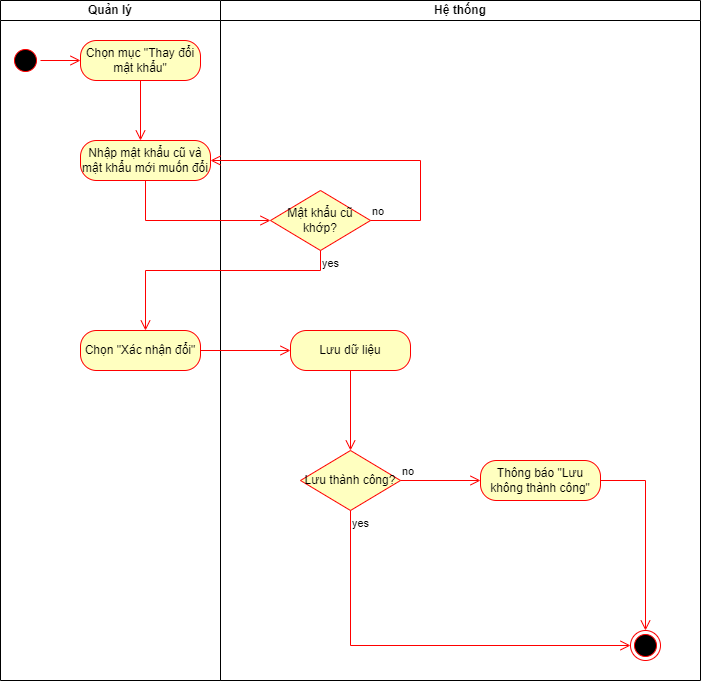 Quản lý
Hệ thống
Chọn mục "Thay đổi
mật khẩu"
Nhập mật khẩu cũ và
mật khẩu mới muốn đổi
Mật khẩu cũ
khớp?
no
yes
Chọn "Xác nhận đổi"
Lưu dữ liệu
Lưu thành công?
no
Thông báo "Lưu
không thành công"
yes